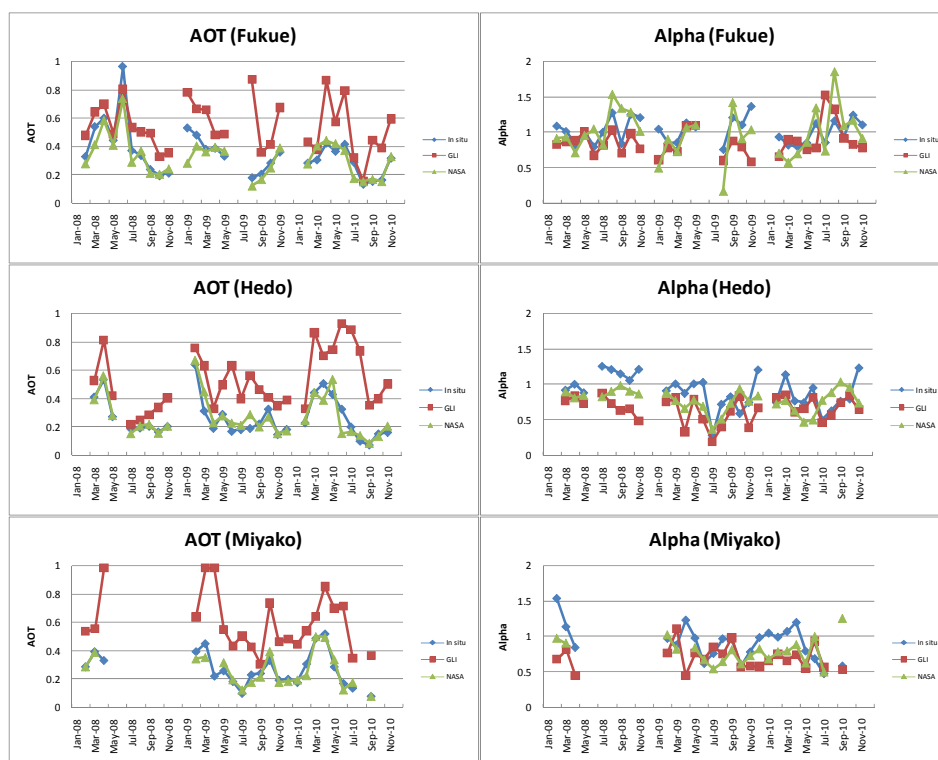 AOT (Fukue)
1
0.8
0.6
0.4
0.2
0
AOT
Jan-08 Mar-08 May-08 Jul-08 Sep-08 Nov-08 Jan-09 Mar-09 May-09 Jul-09 Sep-09 Nov-09 Jan-10 Mar-10 May-10 Jul-10 Sep-10 Nov-10
In situ
GLI
NASA
Alpha (Fukue)
2
1.5
1
0.5
0
Alpha
Jan-08 Mar-08 May-08 Jul-08 Sep-08 Nov-08 Jan-09 Mar-09 May-09 Jul-09 Sep-09 Nov-09 Jan-10 Mar-10 May-10 Jul-10 Sep-10 Nov-10
In situ
GLI
NASA
AOT (Hedo)
1
0.8
0.6
0.4
0.2
0
AOT
Jan-08 Mar-08 May-08 Jul-08 Sep-08 Nov-08 Jan-09 Mar-09 May-09 Jul-09 Sep-09 Nov-09 Jan-10 Mar-10 May-10 Jul-10 Sep-10 Nov-10
In situ
GLI
NASA
Alpha (Hedo)
2
1.5
1
0.5
0
Alpha
Jan-08 Mar-08 May-08 Jul-08 Sep-08 Nov-08 Jan-09 Mar-09 May-09 Jul-09 Sep-09 Nov-09 Jan-10 Mar-10 May-10 Jul-10 Sep-10 Nov-10
In situ
GLI
NASA
AOT (Miyako)
1
0.8
0.6
0.4
0.2
0
AOT
Jan-08 Mar-08 May-08 Jul-08 Sep-08 Nov-08 Jan-09 Mar-09 May-09 Jul-09 Sep-09 Nov-09 Jan-10 Mar-10 May-10 Jul-10 Sep-10 Nov-10
In situ
GLI
NASA
Alpha (Miyako)
2
1.5
1
0.5
0
Alpha
Jan-08 Mar-08 May-08 Jul-08 Sep-08 Nov-08 Jan-09 Mar-09 May-09 Jul-09 Sep-09 Nov-09 Jan-10 Mar-10 May-10 Jul-10 Sep-10 Nov-10
In situ
GLI
NASA